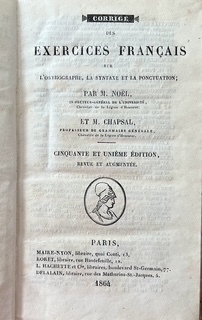 CORRIGÉ
DES
EXERCICES FRANÇAIS
SUR
L'ORTHOGRAPHE, LA SYNTAXE ET LA PONCTUATION;
PAR M. NOËL,
INSPECTEUR-GÉNÉRAL DE L'UNIVERSITÉ,
Chevalier de la Légion d'Honneur,
ET M. CHAPSAL,
PROFESSEUR DE GRAMMAIRE GÉNÉRALE,
Chevalier de la Légion d'Honneur.
CINQUANTE ET UNIÈME ÉDITION,
REVUE ET AUGMENTÉE.
PARIS,
MAIRE-NYON, libraire, quai Conti, 13,
RORET, libraire, rue Hautefeuille, 12.
L. HACHETTE et Cie, libraires, boulevard St-Germain, 77.
DELALAIN, libraire, rue des Mathurins-St-Jacques, 5.
1864